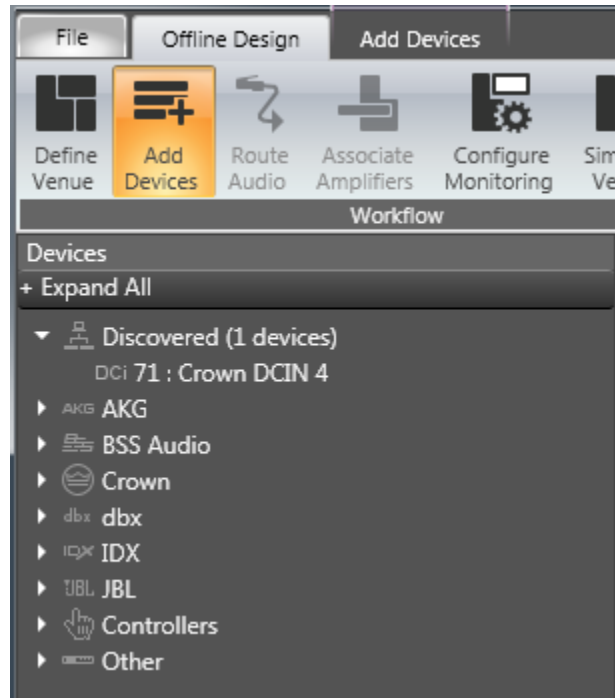 File
Offline Design
Add Devices
Define Venue
Add Devices
Route Audio
Associate Amplifiers
Configure Monitoring
Workflow
Devices
+ Expand All
Discovered (1 devices)
DCi 71 : Crown DCIN 4
AKG AKG
BSS Audio
Crown
dbx dbx
IDX IDX
JBL JBL
Controllers
Other